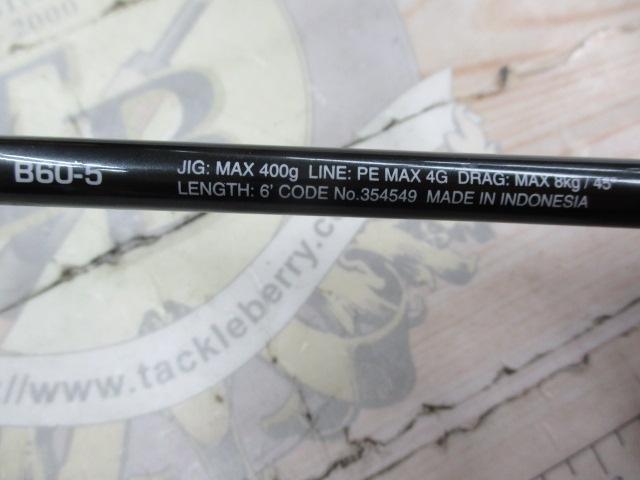 2000
B60-5
JIG: MAX 400g LINE: PE MAX 4G DRAG: MAX 8kg / 45°
LENGTH: 6' CODE No.354549 MADE IN INDONESIA
://www.tackleberry.c